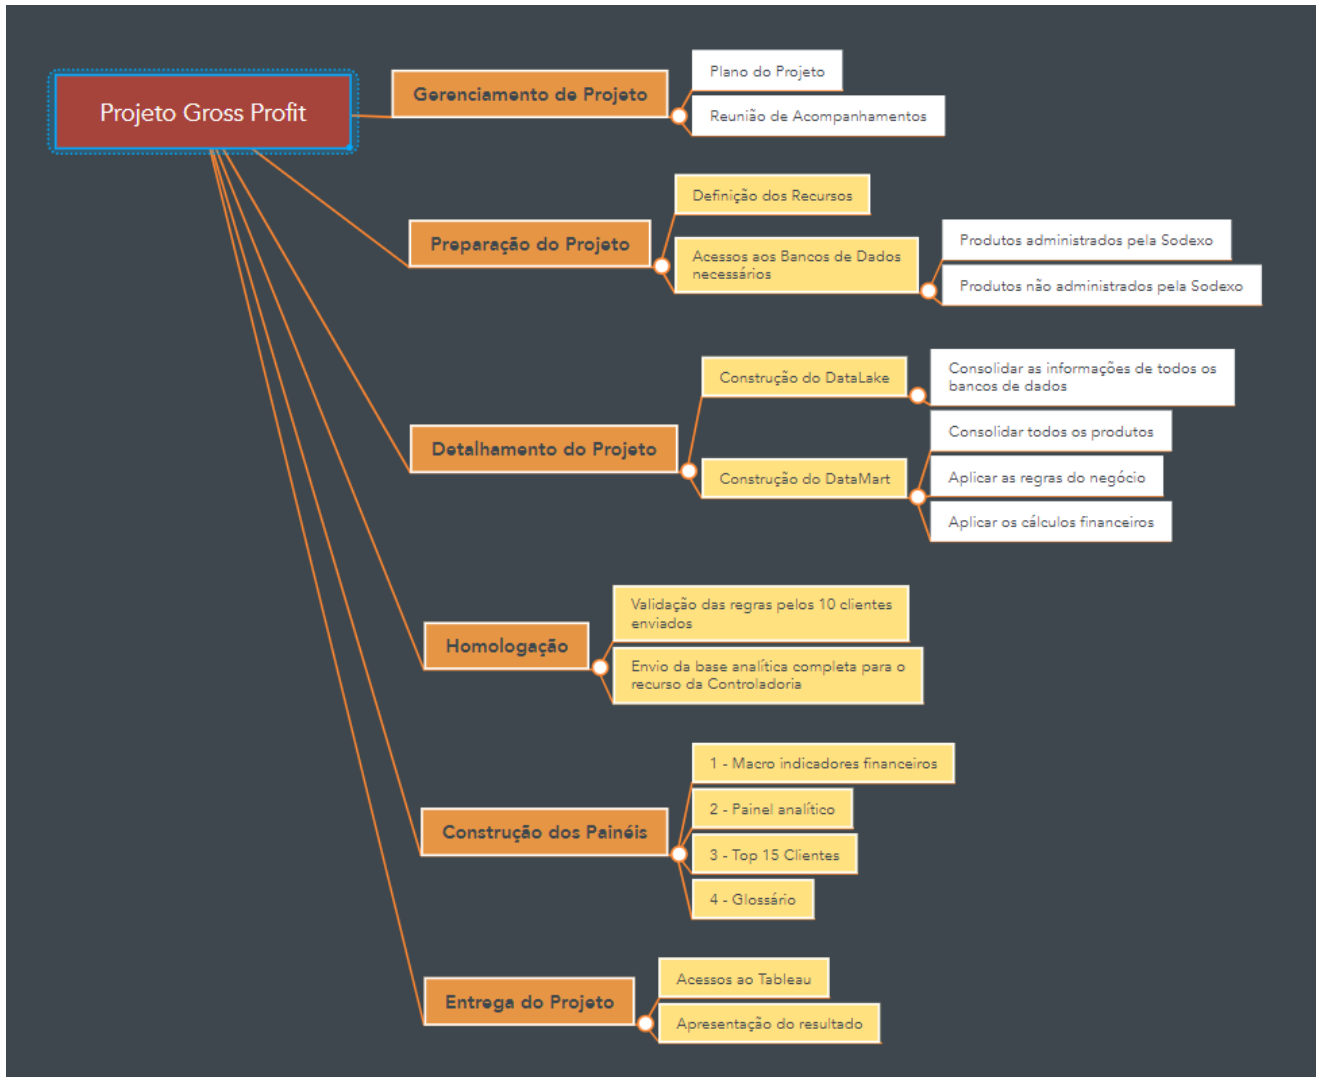 Projeto Gross Profit
Gerenciamento de Projeto
Plano do Projeto
Reunião de Acompanhamentos
Preparação do Projeto
Definição dos Recursos
Acessos aos Bancos de Dados
necessários
Produtos administrados pela Sodexo
Produtos não administrados pela Sodexo
Detalhamento do Projeto
Construção do DataLake
Consolidar as informações de todos os
bancos de dados
Construção do DataMart
Consolidar todos os produtos
Aplicar as regras do negócio
Aplicar os cálculos financeiros
Homologação
Validação das regras pelos 10 clientes
enviados
Envio da base analítica completa para o
recurso da Controladoria
Construção dos Painéis
1 - Macro indicadores financeiros
2 - Painel analítico
3 - Top 15 Clientes
4 - Glossário
Entrega do Projeto
Acessos ao Tableau
Apresentação do resultado